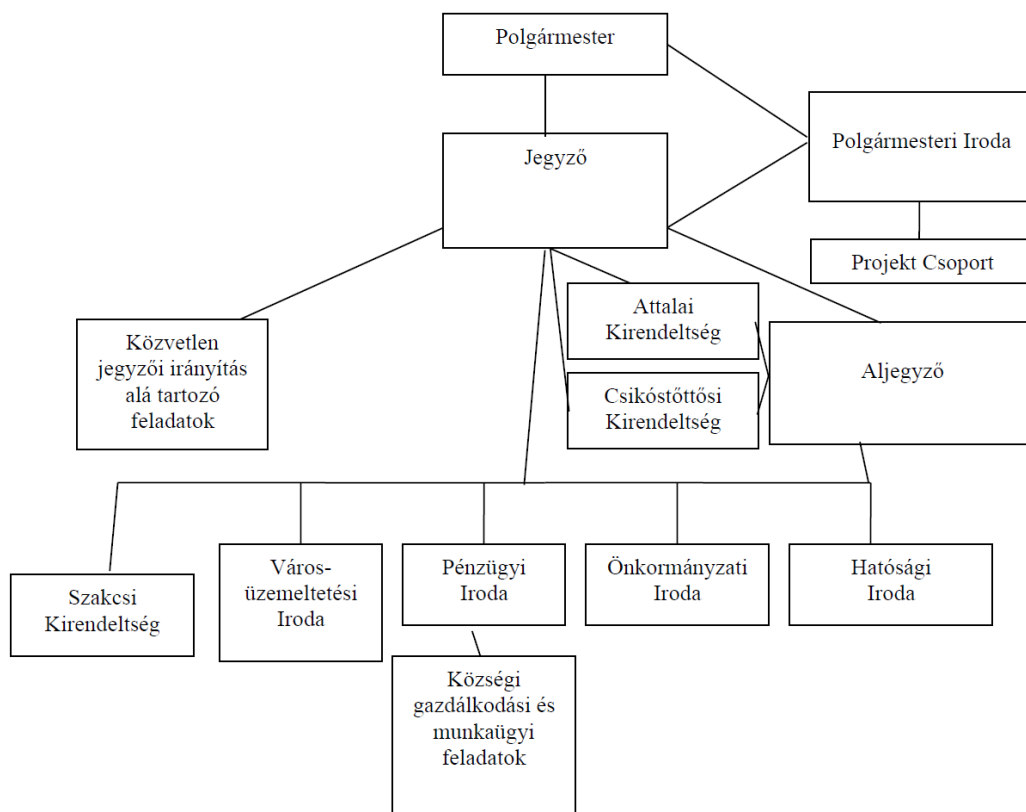 Polgármester
Polgármesteri Iroda
Jegyző
Projekt Csoport
Attalai
Kirendeltség
Közvetlen
jegyzői irányítás
alá tartozó
feladatok
Aljegyző
Csikóstőttősi
Kirendeltség
Szakcsi
Kirendeltség
Város-
üzemeltetési
Iroda
Pénzügyi
Iroda
Önkormányzati
Iroda
Hatósági
Iroda
Községi
gazdálkodási és
munkaügyi
feladatok